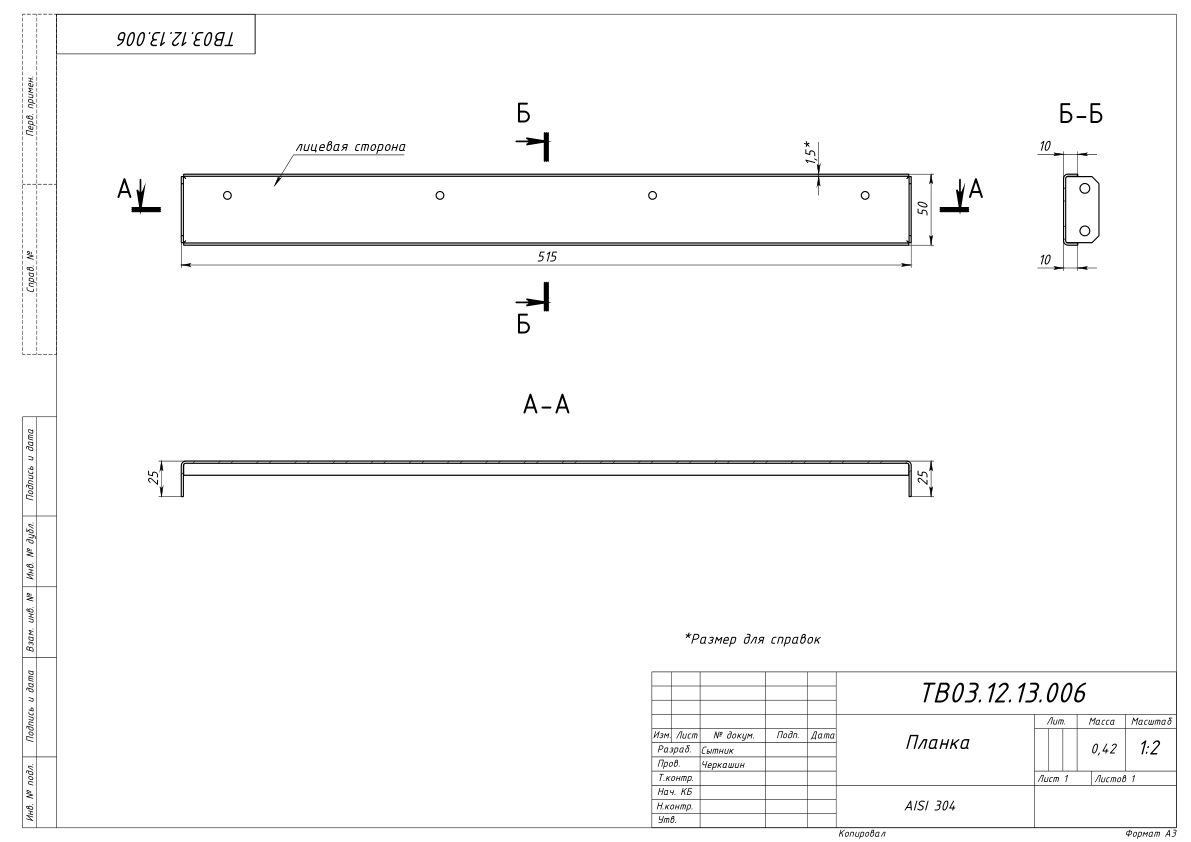 ТВ03.12.13.006
Перв. примен.
Справ. №
Подпись и дата
Инв. № дубл.
Взам. инв. №
Подпись и дата
Инв. № подл.
Б
Б-Б
лицевая сторона
1,5*
10
А
А
50
515
10
Б
А-А
25
25
*Размер для справок
ТВ03.12.13.006
Изм. Лист № докум. Подп. Дата
Разраб. Сытник
Пров. Черкашин
Т.контр.
Нач. КБ
Н.контр.
Утв.
Планка
Лит. Масса Масштаб
0,42 1:2
Лист 1 Листов 1
AISI 304
Копировал Формат А3